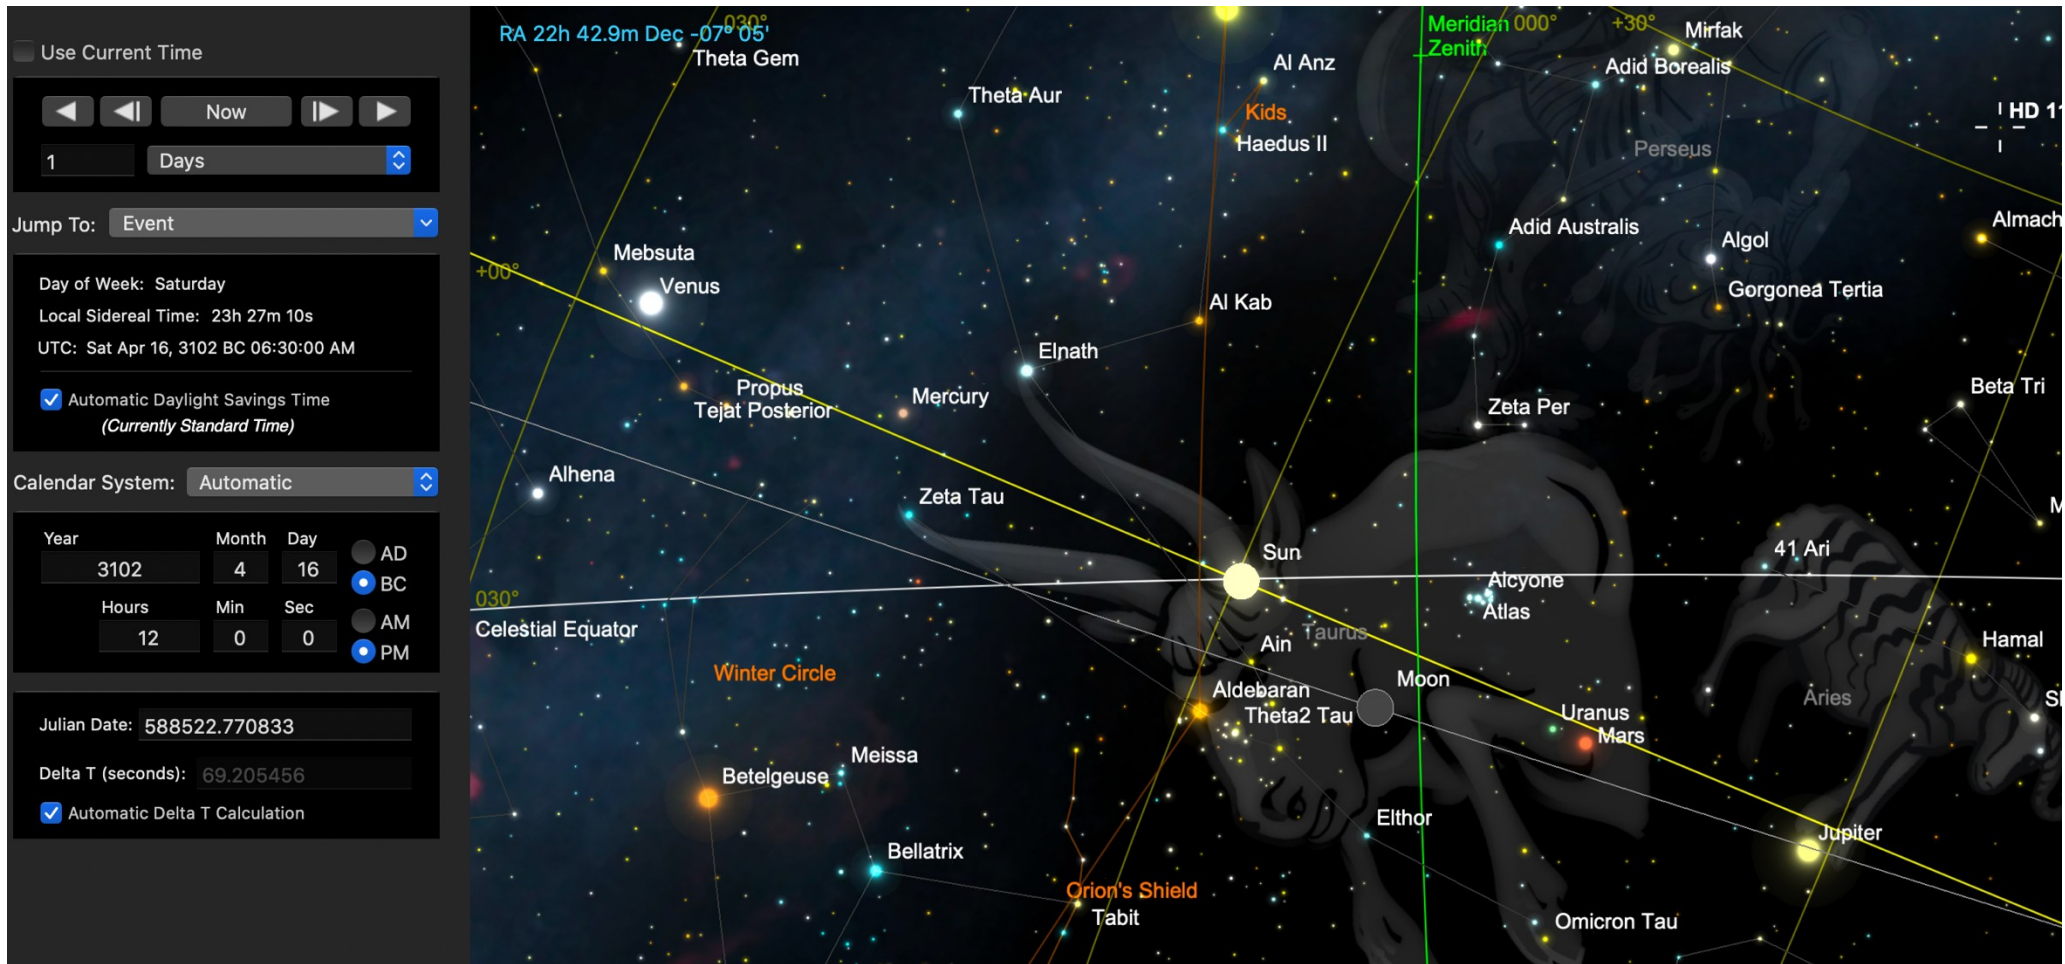 Use Current Time
Now
1
Days
Jump To:
Event
Day of Week: Saturday
Local Sidereal Time: 23h 27m 10s
UTC: Sat Apr 16, 3102 BC 06:30:00 AM
Automatic Daylight Savings Time
(Currently Standard Time)
Calendar System:
Automatic
Year
Month
Day
3102
4
16
AD
BC
Hours
Min
Sec
12
0
0
AM
PM
Julian Date:
588522.770833
Delta T (seconds):
69.205456
Automatic Delta T Calculation
030°
RA 22h 42.9m Dec -07° 05'
Theta Gem
Meridian
Zenith
000°
+30°
Mirfak
Al Anz
Adid Borealis
Theta Aur
Kids
HD 11
Haedus II
Perseus
Almach
Adid Australis
Algol
Mebsuta
+00°
Venus
Gorgonea Tertia
Al Kab
Elnath
Propus
Mercury
Beta Tri
Tejat Posterior
Zeta Per
Alhena
Zeta Tau
M
Sun
41 Ari
Alcyone
030°
Atlas
Celestial Equator
Taurus
Ain
Hamal
Winter Circle
Moon
Aldebaran
Aries
Theta2 Tau
Uranus
Mars
Meissa
Betelgeuse
Elthor
Jupiter
Bellatrix
Orion's Shield
Tabit
Omicron Tau